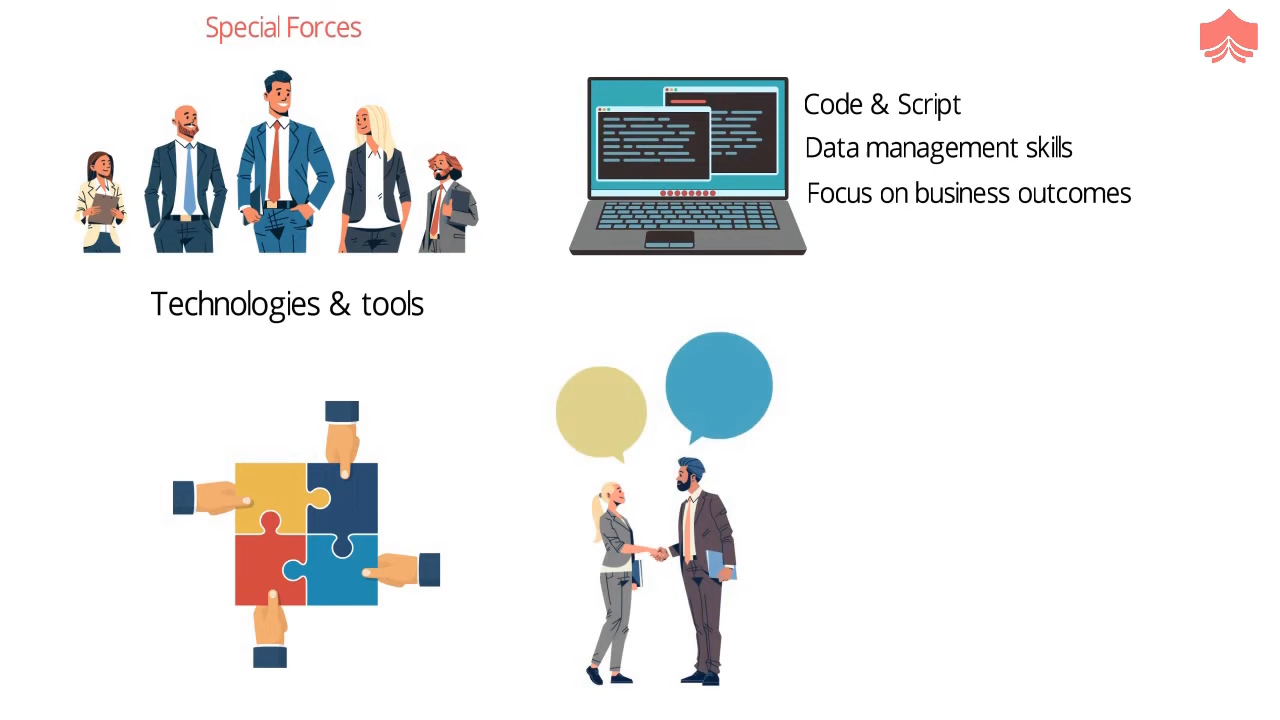 Special Forces
Code & Script
Data management skills
Focus on business outcomes
Technologies & tools